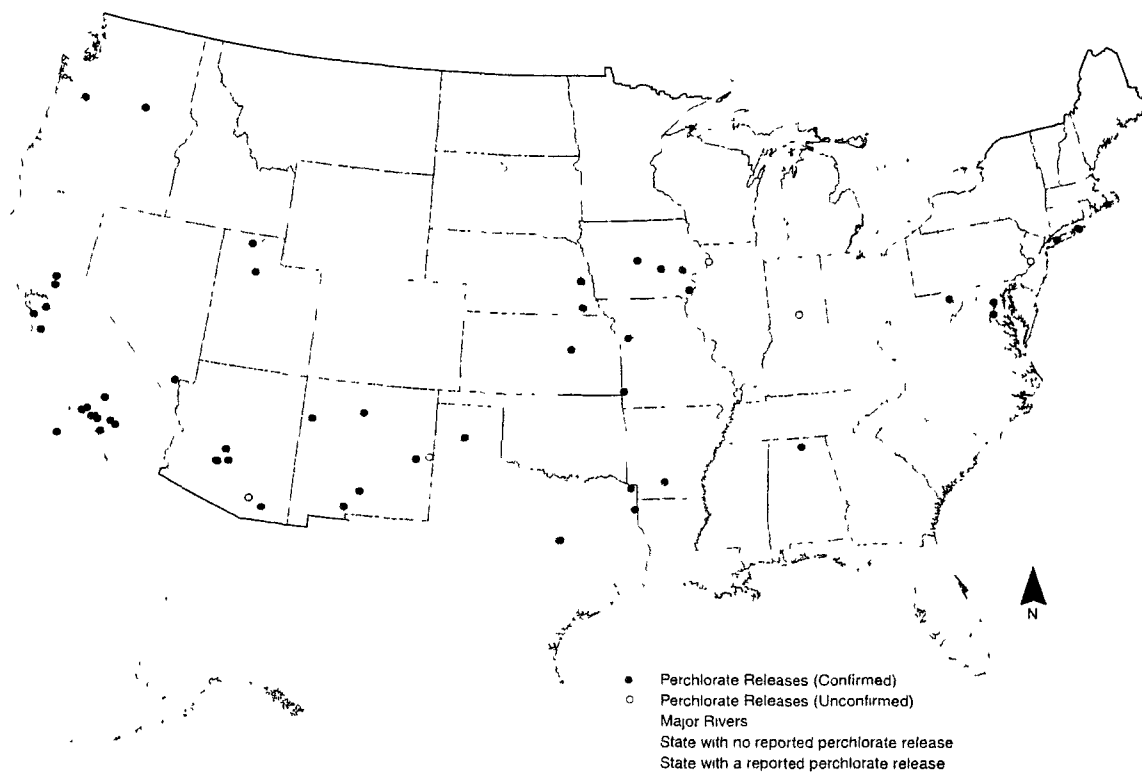 N
Perchlorate Releases (Confirmed)
Perchlorate Releases (Unconfirmed)
Major Rivers
State with no reported perchlorate release
State with a reported perchlorate release